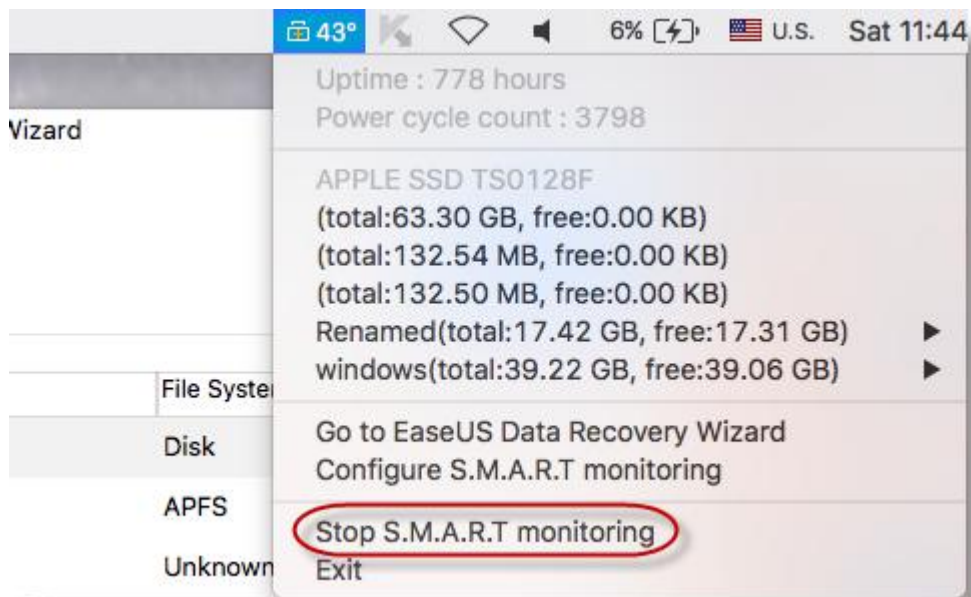 43° 6% U.S. Sat 11:44
Uptime : 778 hours
Power cycle count : 3798
Wizard
APPLE SSD TS0128F
(total:63.30 GB, free:0.00 KB)
(total:132.54 MB, free:0.00 KB)
(total:132.50 MB, free:0.00 KB)
Renamed(total:17.42 GB, free:17.31 GB)
windows(total:39.22 GB, free:39.06 GB)
File Syste
Go to EaseUS Data Recovery Wizard
Disk
Configure S.M.A.R.T monitoring
APFS
Stop S.M.A.R.T monitoring
Unknown
Exit